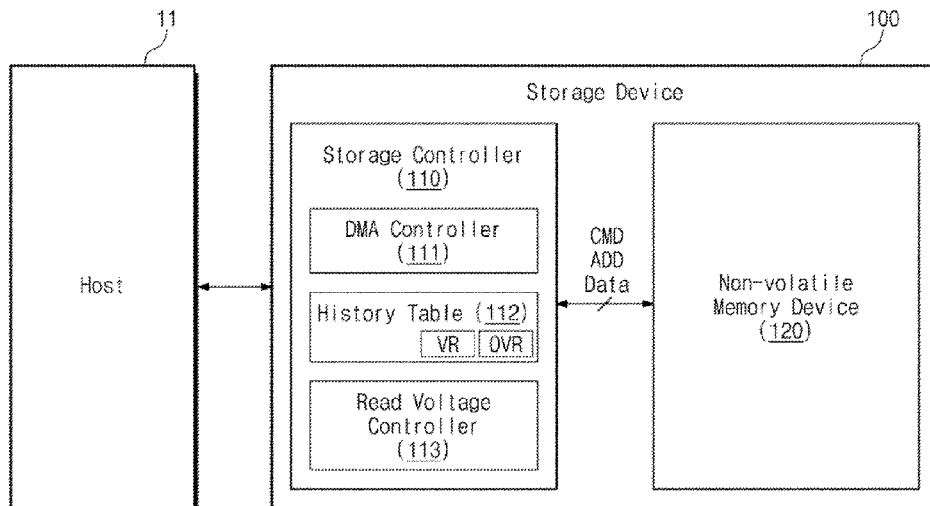 11
100
Host
Storage Device
Storage Controller
(110)
DMA Controller
(111)
History Table (112)
VR OVR
Read Voltage
Controller
(113)
CMD
ADD
Data
Non-volatile
Memory Device
(120)